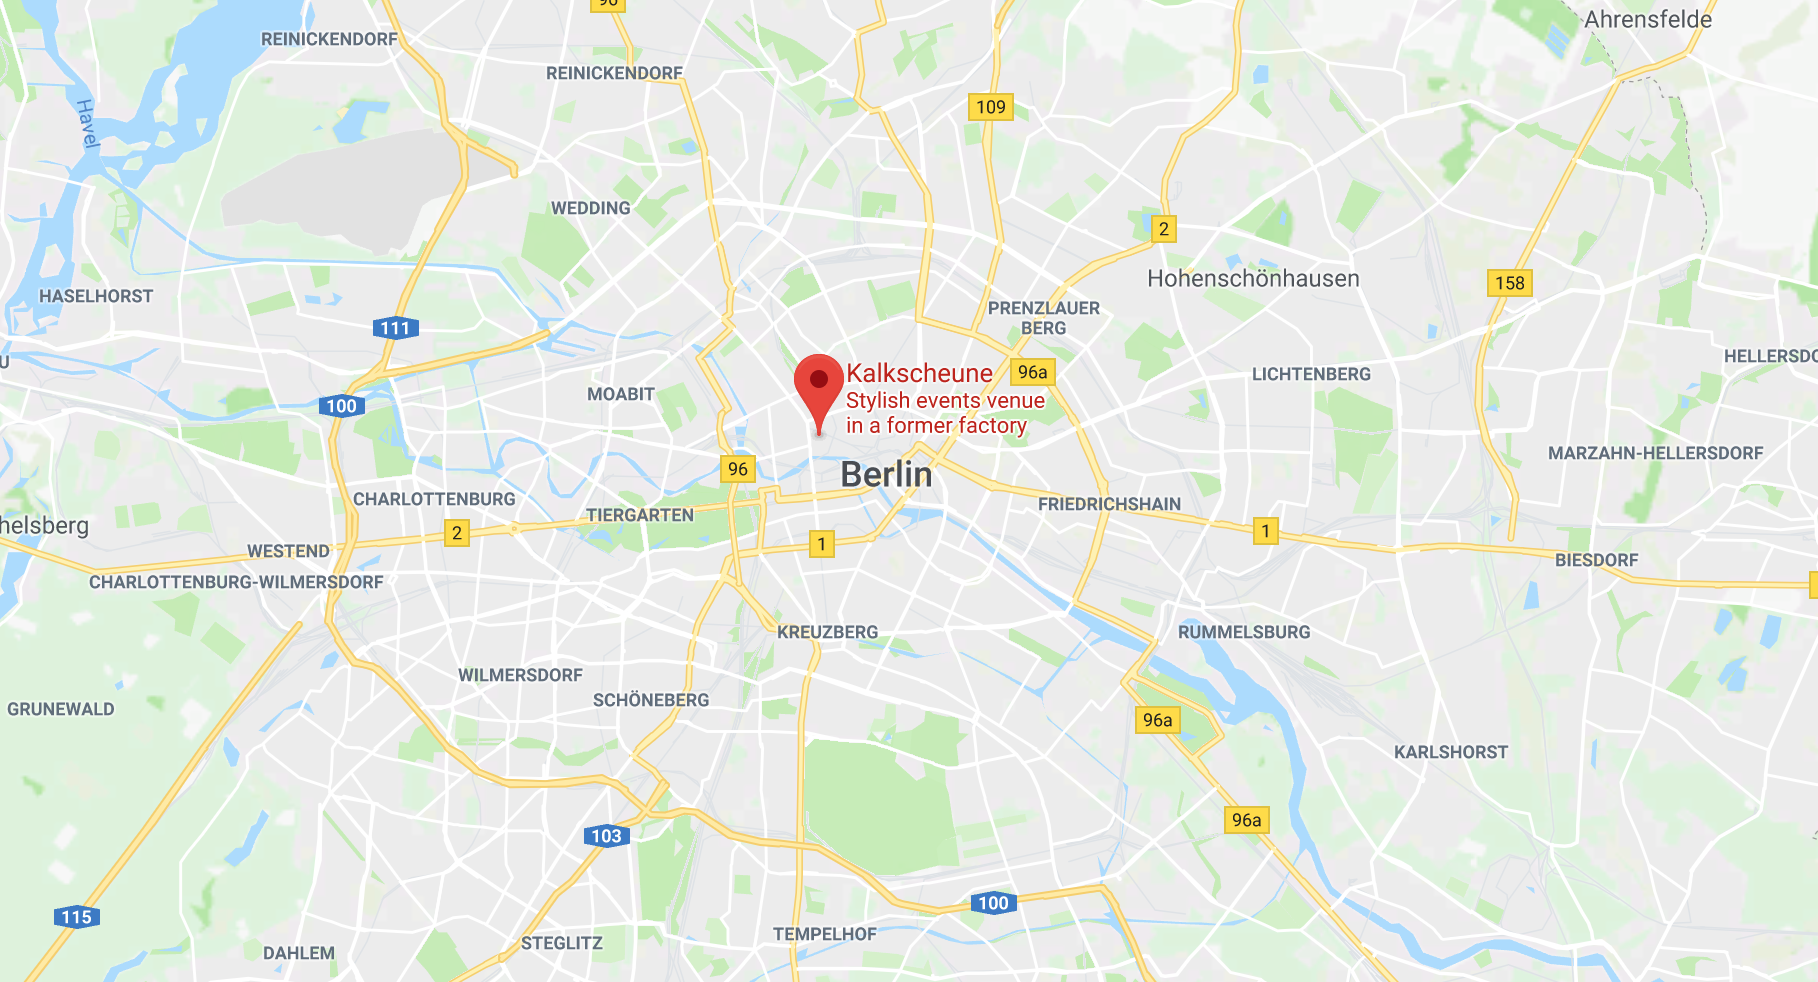 96
Ahrensfelde
REINICKENDORF
REINICKENDORF
Havel
109
WEDDING
2
Hohenschönhausen
158
HASELHORST
PRENZLAUER
BERG
111
HELLERSDO
U
96a
LICHTENBERG
Kalkscheune
Stylish events venue
in a former factory
MOABIT
100
MARZAHN-HELLERSDORF
96
Berlin
CHARLOTTENBURG
FRIEDRICHSHAIN
TIERGARTEN
helsberg
2
1
1
WESTEND
BIESDORF
CHARLOTTENBURG-WILMERSDORF
KREUZBERG
RUMMELSBURG
WILMERSDORF
SCHÖNEBERG
GRUNEWALD
96a
KARLSHORST
96a
103
100
115
TEMPELHOF
STEGLITZ
DAHLEM